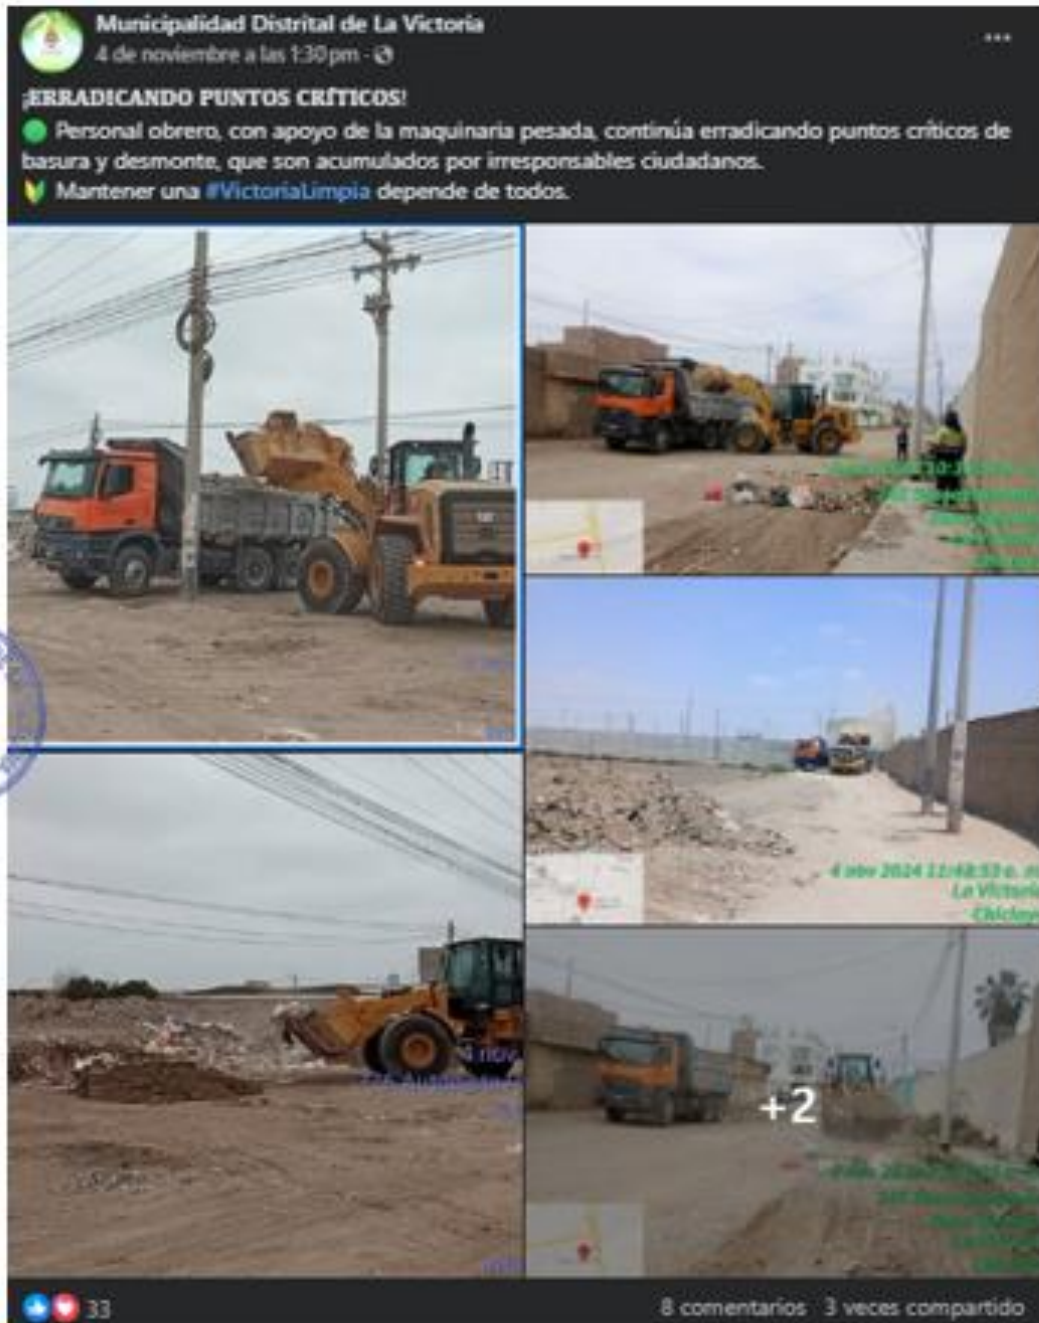 Municipalidad Distrital de La Victoria
4 de noviembre a las 1:30 pm
¡ERRADICANDO PUNTOS CRÍTICOS!
Personal obrero, con apoyo de la maquinaria pesada, continúa erradicando puntos críticos de
basura y desmonte, que son acumulados por irresponsables ciudadanos.
Mantener una #VictoriaLimpia depende de todos.
4 nov 2024 11:48:53 a. m.
La Victoria
Chiclayo
4 nov
+2
33
8 comentarios 3 veces compartido